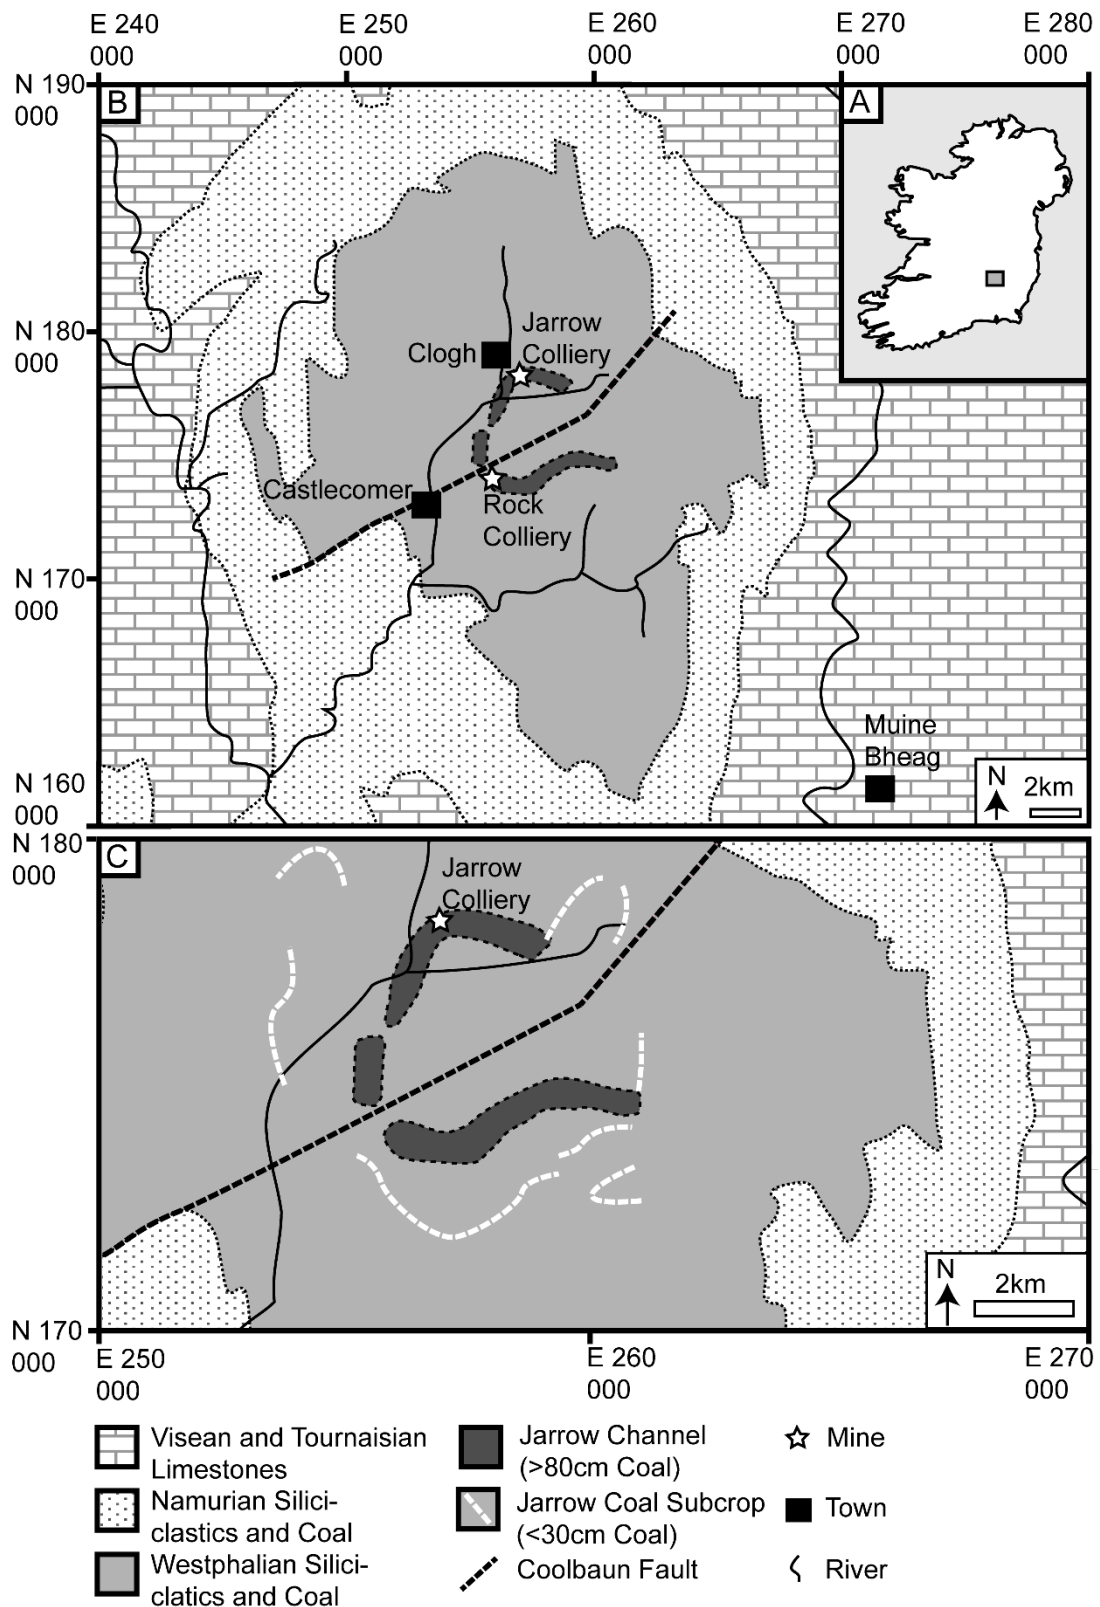 E 240
000
E 250
000
E 260
000
E 270
000
E 280
000
N 190
000
B
A
N 180
000
Jarrow
Colliery
Clogh
Castlecomer
Rock
Colliery
N 170
000
Muine
Bheag
N 160
000
N
2km
N 180
000
C
Jarrow
Colliery
N
2km
N 170
000
E 250
000
E 260
000
E 270
000
Visean and Tournaisian
Limestones
Namurian Silici-
clastics and Coal
Westphalian Silici-
clatics and Coal
Jarrow Channel
(>80cm Coal)
Jarrow Coal Subcrop
(<30cm Coal)
Coolbaun Fault
Mine
Town
River